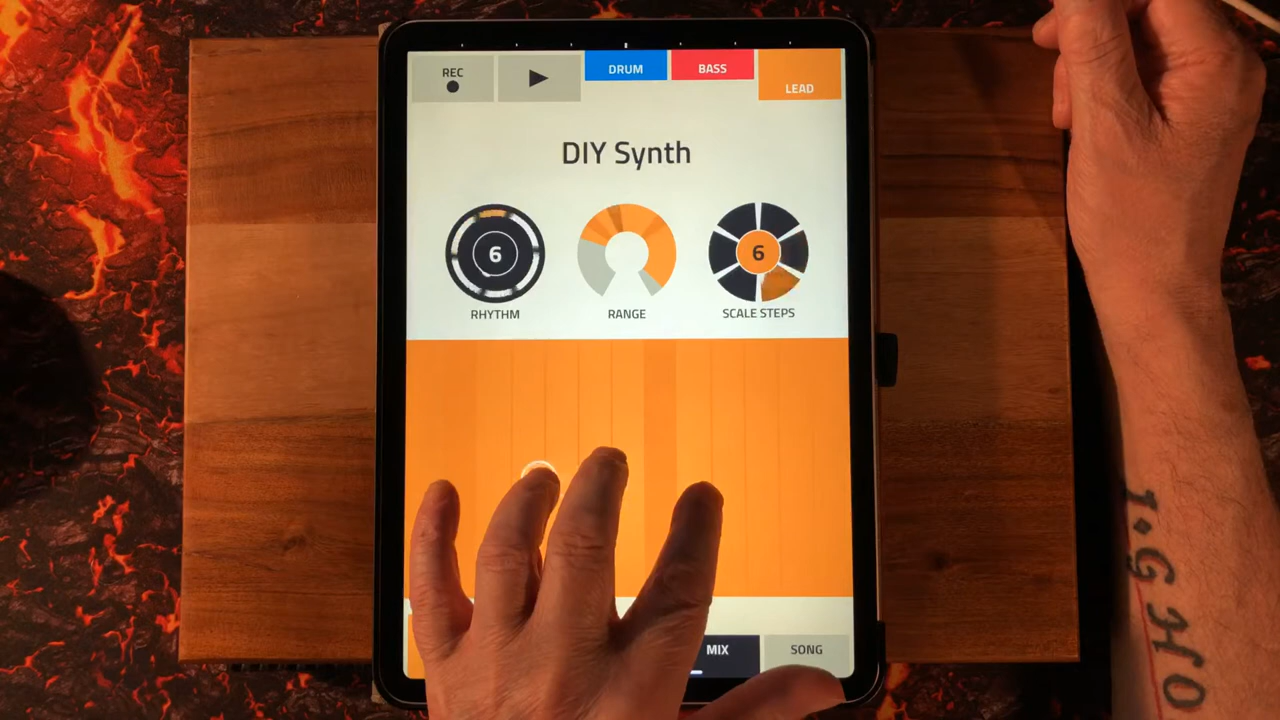 REC
DRUM
BASS
LEAD
DIY Synth
6
6
RHYTHM
RANGE
SCALE STEPS
MIX
SONG